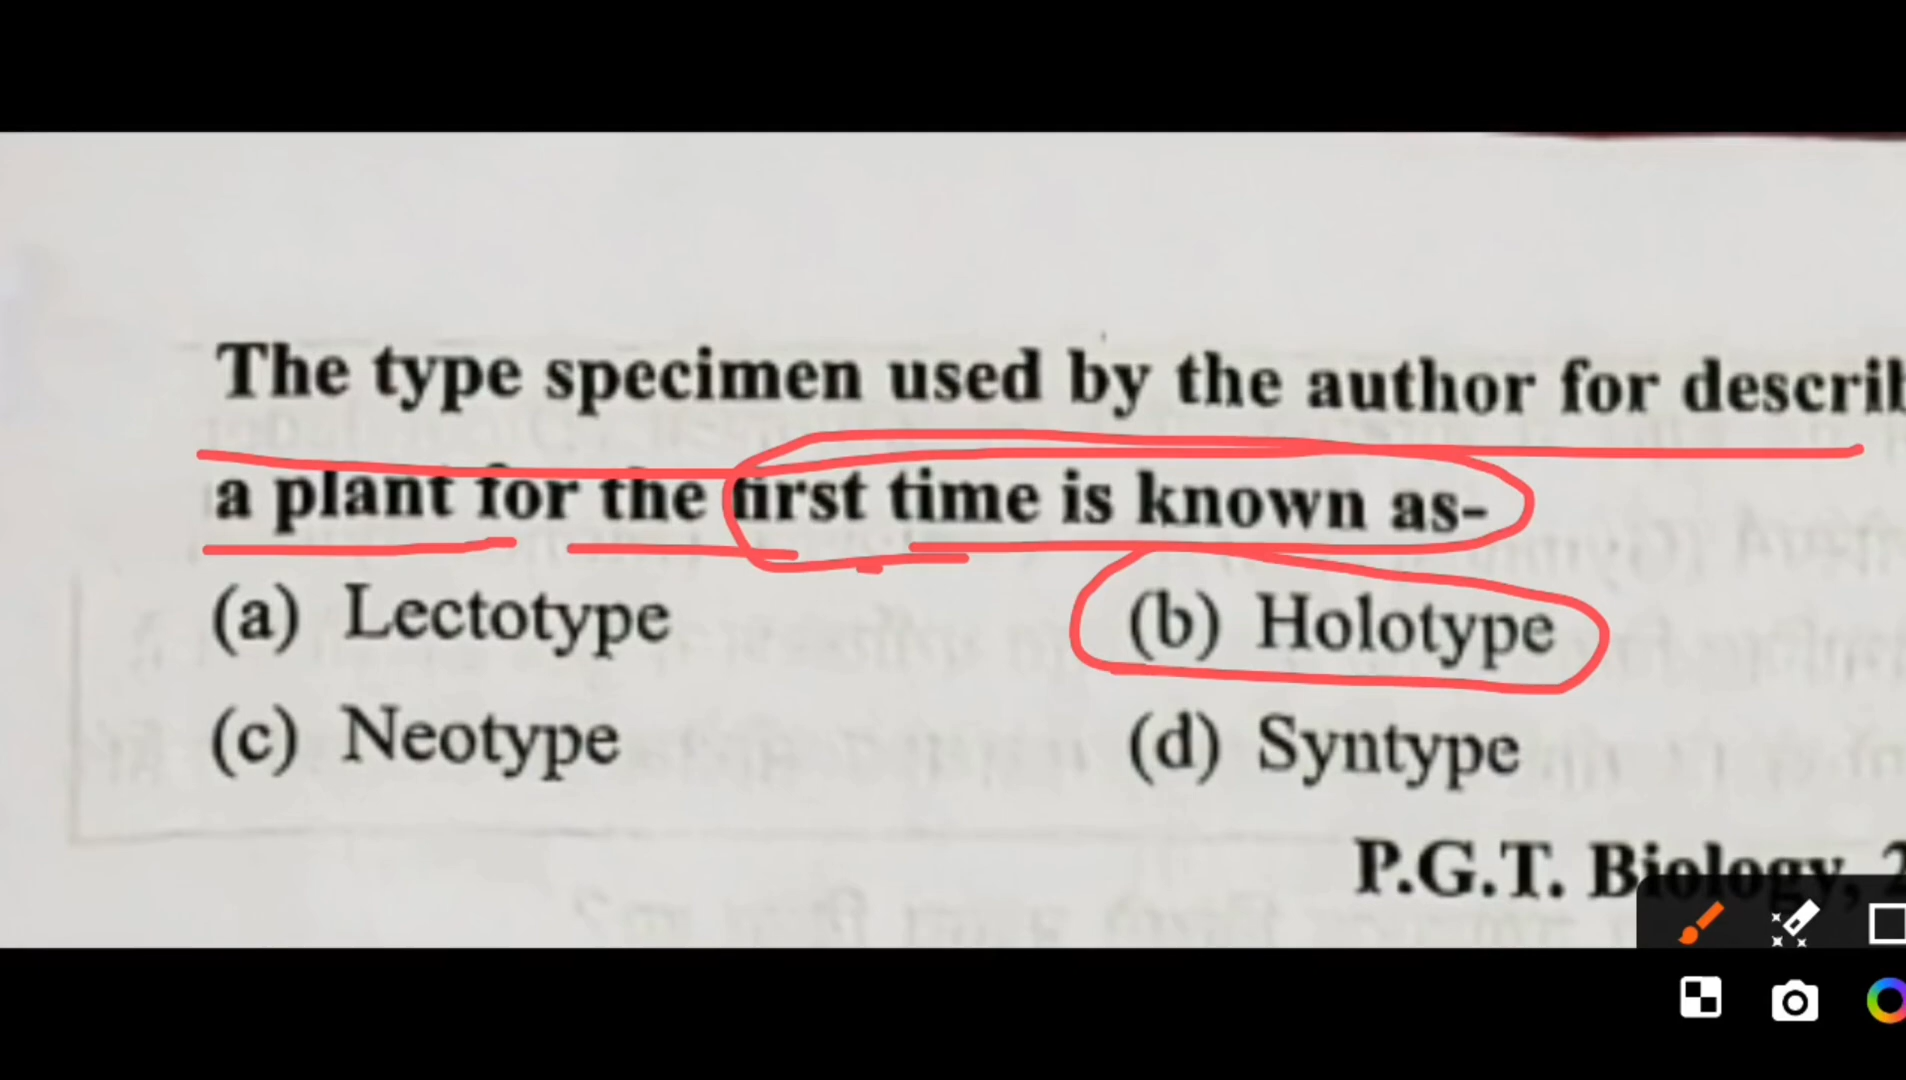 The type specimen used by the author for
a plant for the first time is known as-
(a) Lectotype (b) Holotype
(c) Neotype (d) Syntype
P.G.T. Biology,